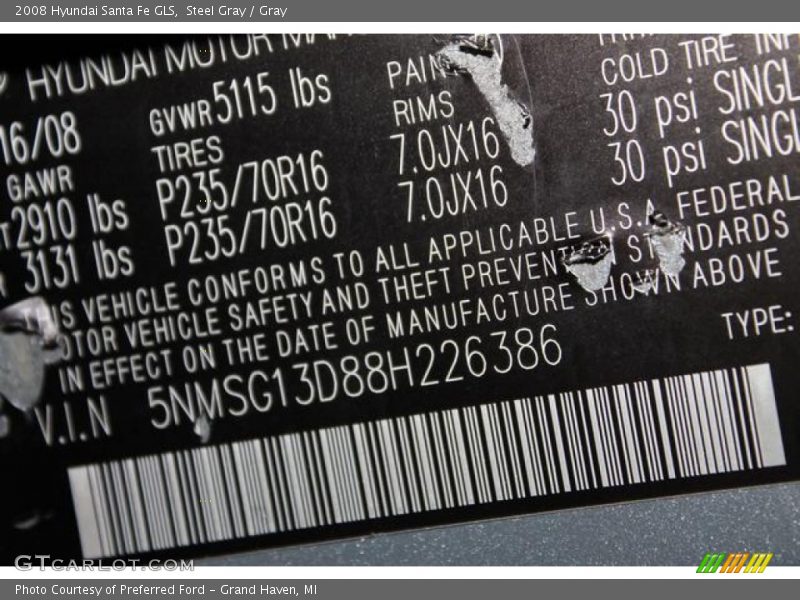 2008 Hyundai Santa Fe GLS, Steel Gray / Gray
HYUNDAI MOTOR
16/08 GVWR 5115 lbs
GAWR TIRES RIMS COLD TIRE
2910 lbs P235/70R16 7.0JX16 30 psi SINGL
3131 lbs P235/70R16 7.0JX16 30 psi SINGL
VEHICLE CONFORMS TO ALL APPLICABLE U.S.A. FEDERAL
VEHICLE SAFETY AND THEFT PREVENT STANDARDS
IN EFFECT ON THE DATE OF MANUFACTURE SHOWN ABOVE
V.I.N 5NMSG13D88H226386 TYPE:
GTCARLOT.COM
Photo Courtesy of Preferred Ford – Grand Haven, MI